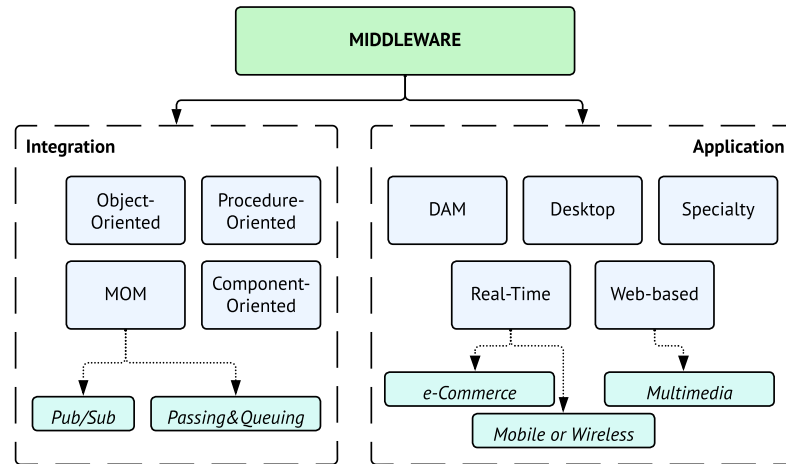 MIDDLEWARE
Integration
Object-
Oriented
Procedure-
Oriented
MOM
Component-
Oriented
Pub/Sub
Passing&Queuing
Application
DAM
Desktop
Specialty
Real-Time
Web-based
e-Commerce
Multimedia
Mobile or Wireless